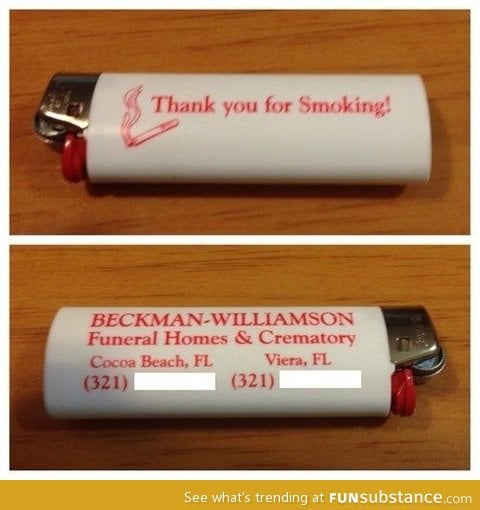 Thank you for Smoking!
BECKMAN-WILLIAMSON
Funeral Homes & Crematory
Cocoa Beach, FL Viera, FL
(321) (321)
See what's trending at FUNsubstance.com